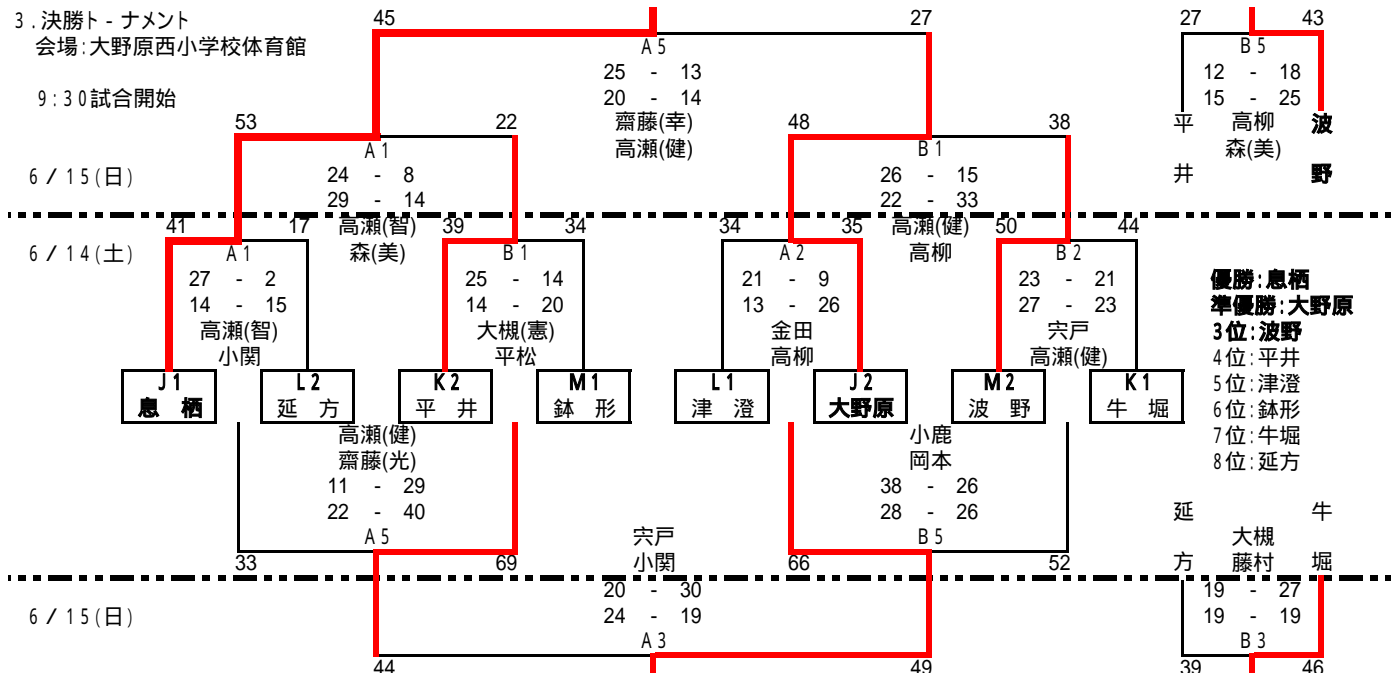 3．決勝ト-ナメント
会場:大野原西小学校体育館
9:30試合開始
45 27
A5
25 - 13
20 - 14
齋藤(幸)
高瀬(健)
27 43
B5
12 - 18
15 - 25
高柳
森(美)
平井
波野
6/15(日)
53 22
A1
24 - 8
29 - 14
高瀬(智)
森(美)
48 38
B1
26 - 15
22 - 33
高瀬(健)
高柳
6/14(土)
41 17
A1
27 - 2
14 - 15
高瀬(智)
小関
39 34
B1
25 - 14
14 - 20
大槻(憲)
平松
34 35
A2
21 - 9
13 - 26
金田
高柳
50 44
B2
23 - 21
27 - 23
宍戸
高瀬(健)
優勝:息栖
準優勝:大野原
3位:波野
4位:平井
5位:津澄
6位:鉢形
7位:牛堀
8位:延方
J1 L2 K2 M1 L1 J2 M2 K1
息栖 延方 平井 鉢形 津澄 大野原 波野 牛堀
高瀬(健)
齋藤(光)
11 - 29
22 - 40
A5
33 69
小鹿
岡本
38 - 26
28 - 26
B5
66 52
宍戸
小関
20 - 30
24 - 19
A3
44 49
6/15(日)
延方
牛堀
大槻
藤村
19 - 27
19 - 19
B3
39 46